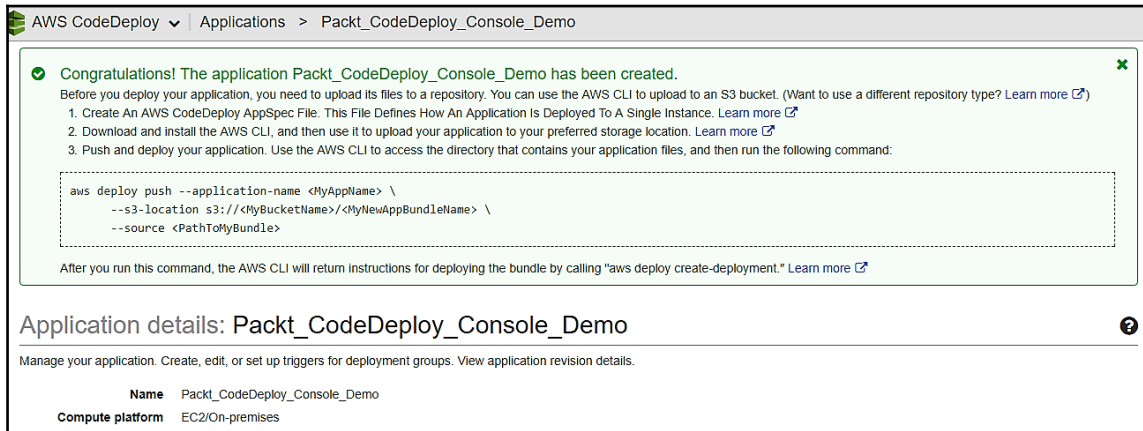 AWS CodeDeploy Applications > Packt_CodeDeploy_Console_Demo
Congratulations! The application Packt_CodeDeploy_Console_Demo has been created.
Before you deploy your application, you need to upload its files to a repository. You can use the AWS CLI to upload to an S3 bucket. (Want to use a different repository type? Learn more)
1. Create An AWS CodeDeploy AppSpec File. This File Defines How An Application Is Deployed To A Single Instance. Learn more
2. Download and install the AWS CLI, and then use it to upload your application to your preferred storage location. Learn more
3. Push and deploy your application. Use the AWS CLI to access the directory that contains your application files, and then run the following command:
aws deploy push --application-name <MyAppName> \
--s3-location s3://<MyBucketName>/<MyNewAppBundleName> \
--source <PathToMyBundle>
After you run this command, the AWS CLI will return instructions for deploying the bundle by calling "aws deploy create-deployment." Learn more
Application details: Packt_CodeDeploy_Console_Demo
Manage your application. Create, edit, or set up triggers for deployment groups. View application revision details.
Name Packt_CodeDeploy_Console_Demo
Compute platform EC2/On-premises